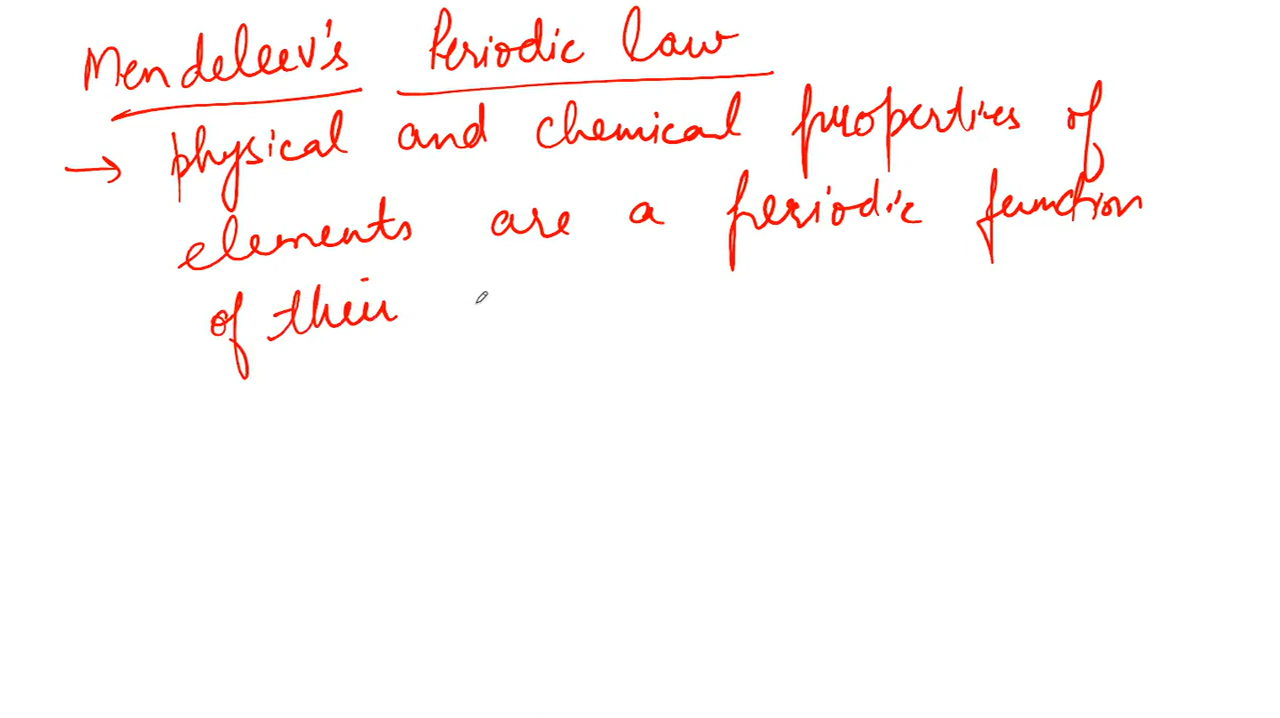 Mendeleev's Periodic law
→ physical and chemical properties of
elements are a periodic function
of their